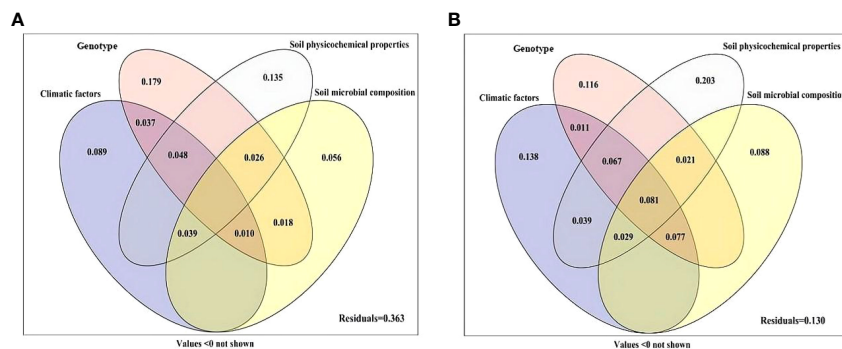 A
Genotype
Soil physicochemical properties
0.179
0.135
Climatic factors
Soil microbial composition
0.037
0.089
0.048
0.026
0.056
0.018
0.039
0.010
Residuals=0.363
Values <0 not shown
B
Genotype
Soil physicochemical properties
0.116
0.203
Climatic factors
Soil microbial composition
0.011
0.138
0.067
0.021
0.088
0.081
0.039
0.029
0.077
Residuals=0.130
Values <0 not shown